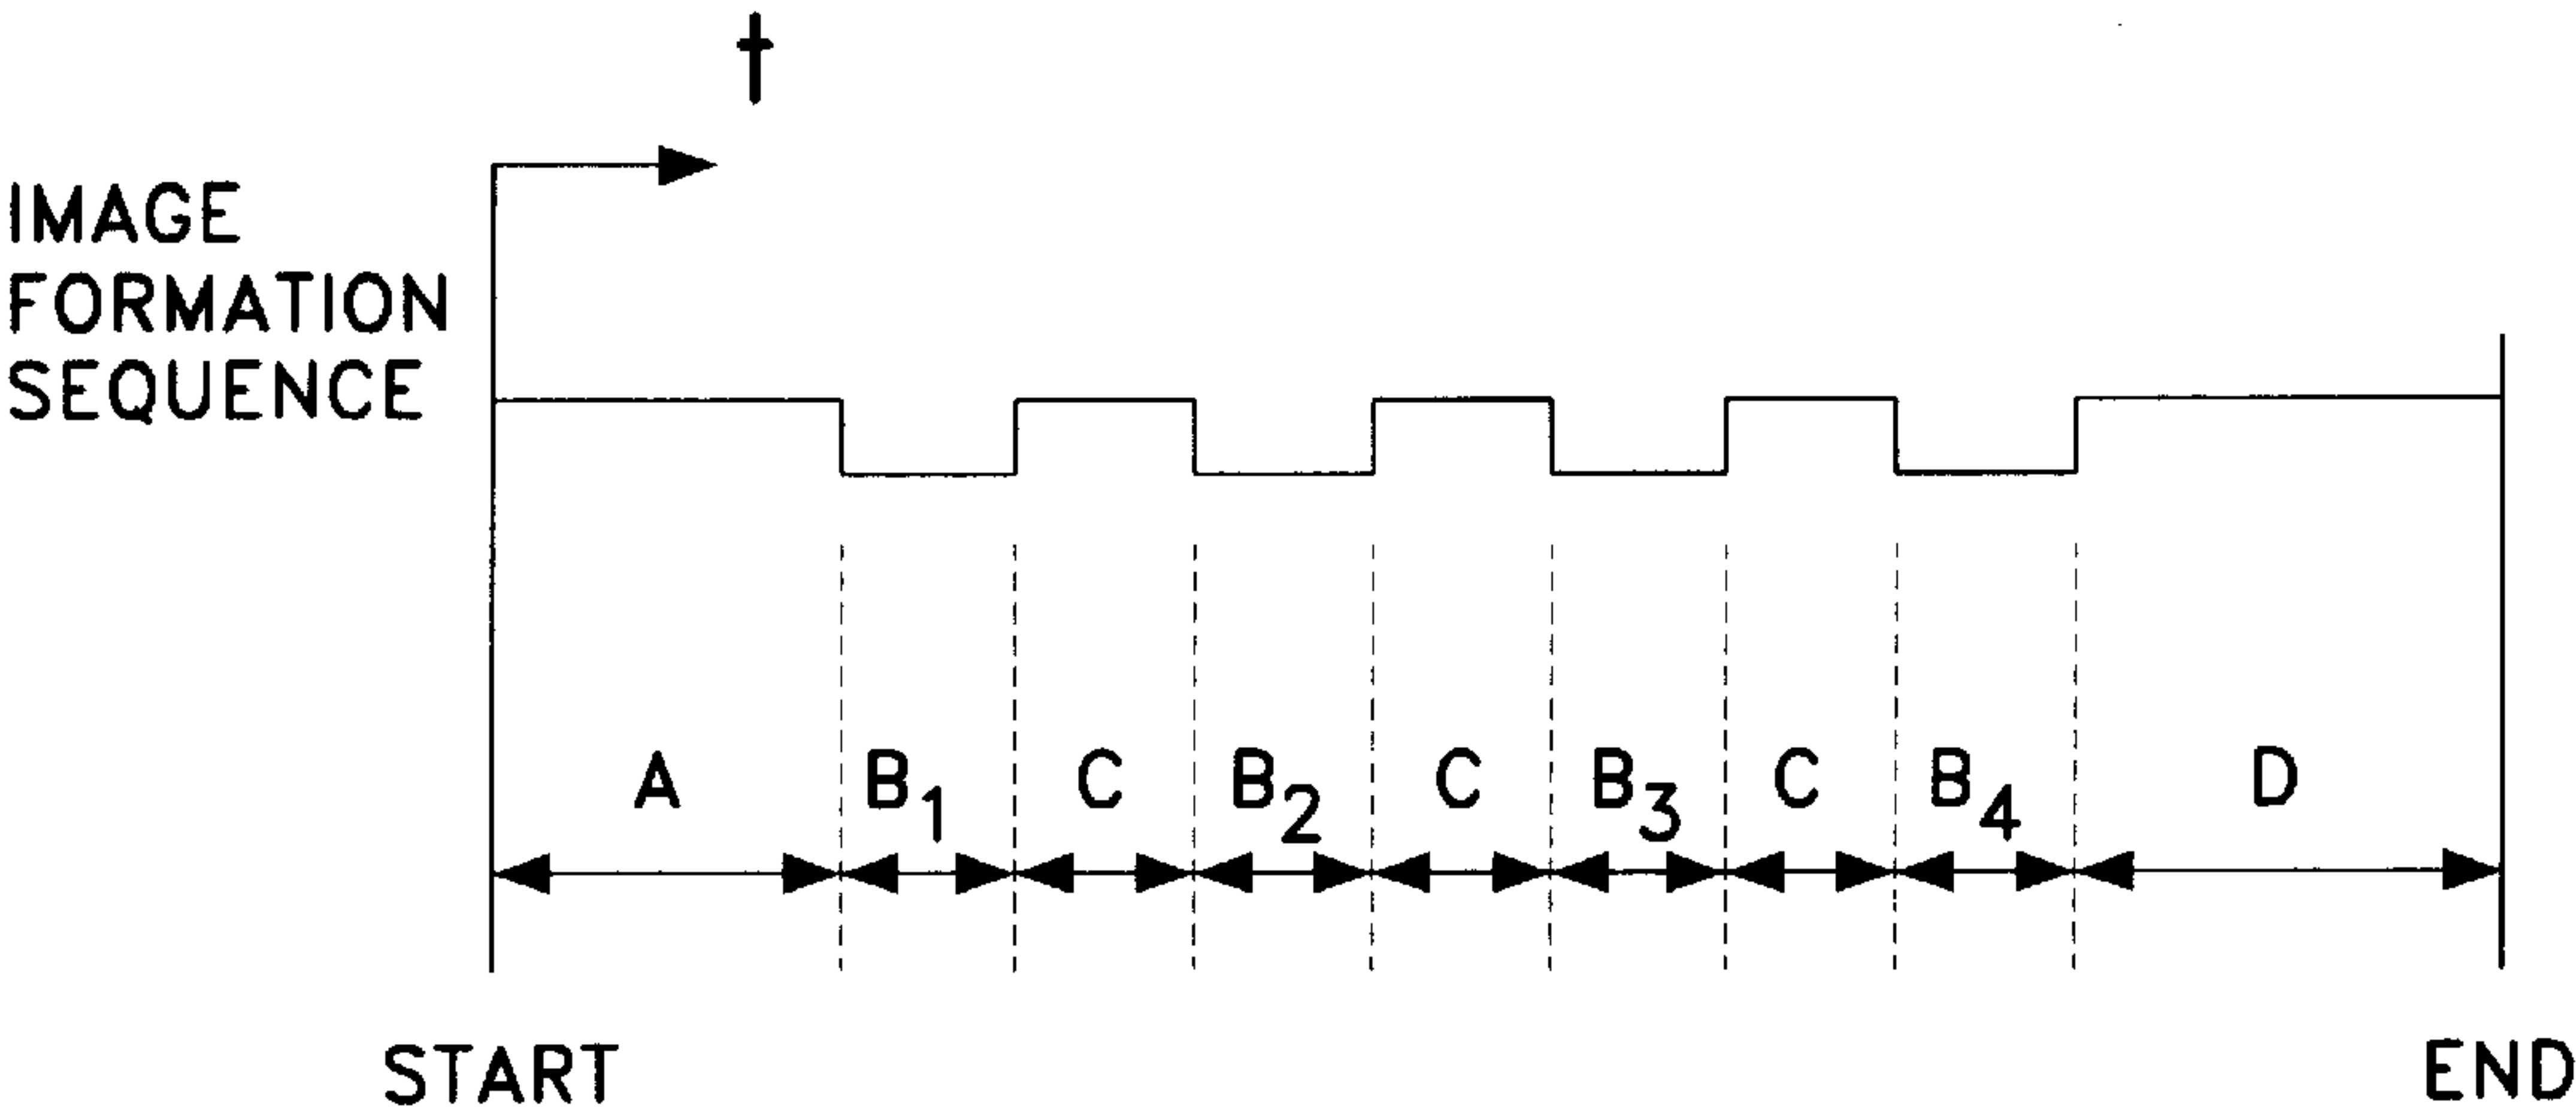 t
IMAGE
FORMATION
SEQUENCE
A B₁ C B₂ C B₃ C B₄ D
START END